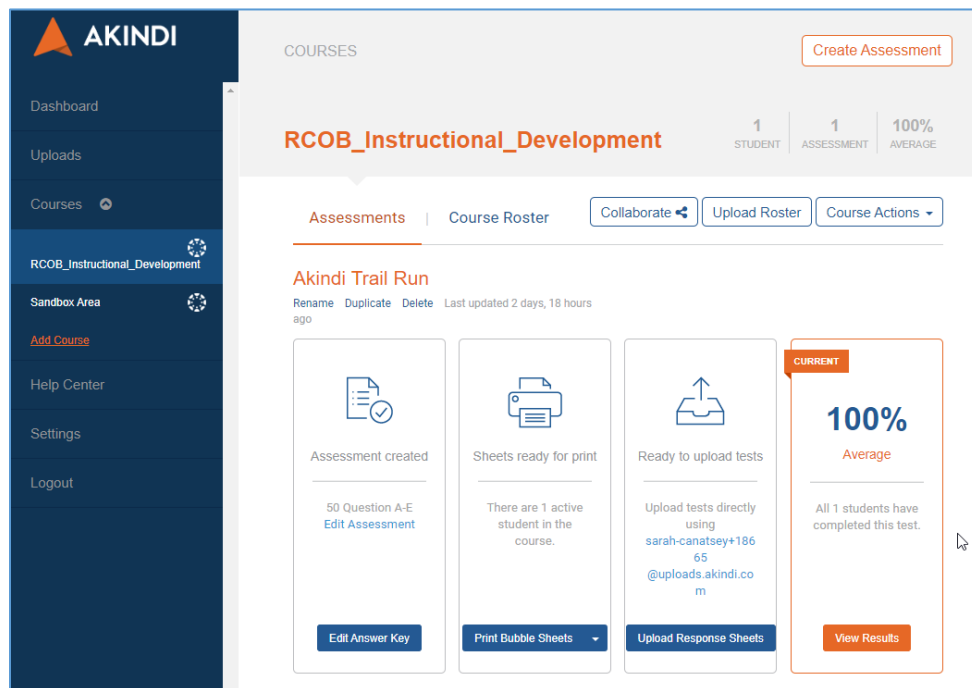 AKINDI
Dashboard
Uploads
Courses
RCOB_Instructional_Development
Sandbox Area
Add Course
Help Center
Settings
Logout
COURSES
Create Assessment
RCOB_Instructional_Development
1
STUDENT
1
ASSESSMENT
100%
AVERAGE
Assessments | Course Roster
Collaborate
Upload Roster
Course Actions
Akindi Trail Run
Rename Duplicate Delete Last updated 2 days, 18 hours
ago
Assessment created
50 Question A-E
Edit Assessment
Edit Answer Key
Sheets ready for print
There are 1 active
student in the
course.
Print Bubble Sheets
Ready to upload tests
Upload tests directly
using
sarah-canatsey+186
65
@uploads.akindi.co
m
Upload Response Sheets
CURRENT
100%
Average
All 1 students have
completed this test.
View Results